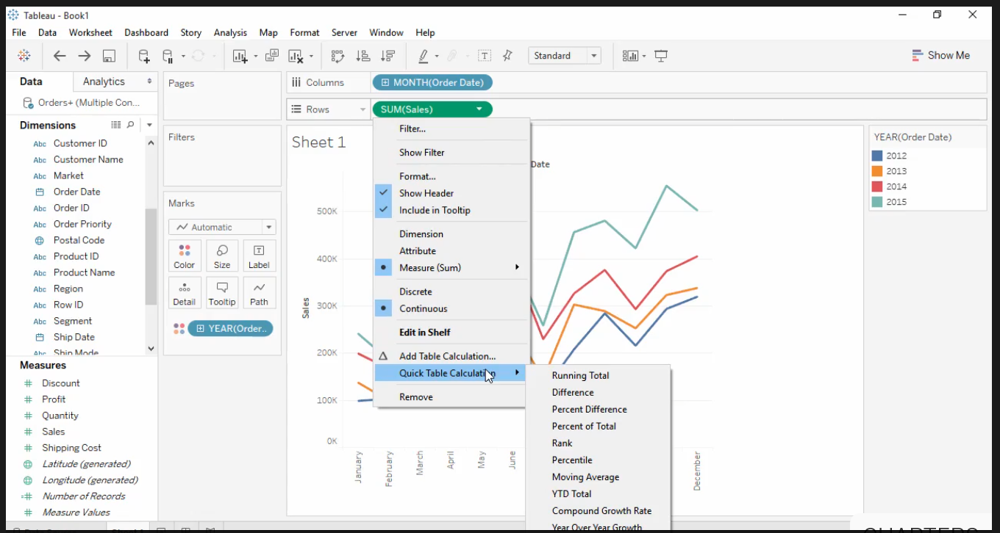 Tableau - Book1
File Data Worksheet Dashboard Story Analysis Map Format Server Window Help
Standard
Show Me
Data Analytics
Orders+ (Multiple Con...
Dimensions
Abc Customer ID
Abc Customer Name
Abc Market
Order Date
Abc Order ID
Abc Order Priority
Postal Code
Abc Product ID
Abc Product Name
Abc Region
Abc Row ID
Abc Segment
Ship Date
Abc Ship Mode
Measures
# Discount
# Profit
# Quantity
# Sales
# Shipping Cost
Latitude (generated)
Longitude (generated)
=# Number of Records
# Measure Values
Pages
Filters
Marks
Automatic
Color Size Label
Detail Tooltip Path
YEAR(Order..
Columns MONTH(Order Date)
Rows SUM(Sales)
Sheet 1
Date
Sales
500K
400K
300K
200K
100K
0K
January
February
March
April
May
June
December
Filter...
Show Filter
Format...
Show Header
Include in Tooltip
Dimension
Attribute
Measure (Sum)
Discrete
Continuous
Edit in Shelf
Add Table Calculation...
Quick Table Calculation
Remove
Running Total
Difference
Percent Difference
Percent of Total
Rank
Percentile
Moving Average
YTD Total
Compound Growth Rate
Year Over Year Growth
YEAR(Order Date)
2012
2013
2014
2015